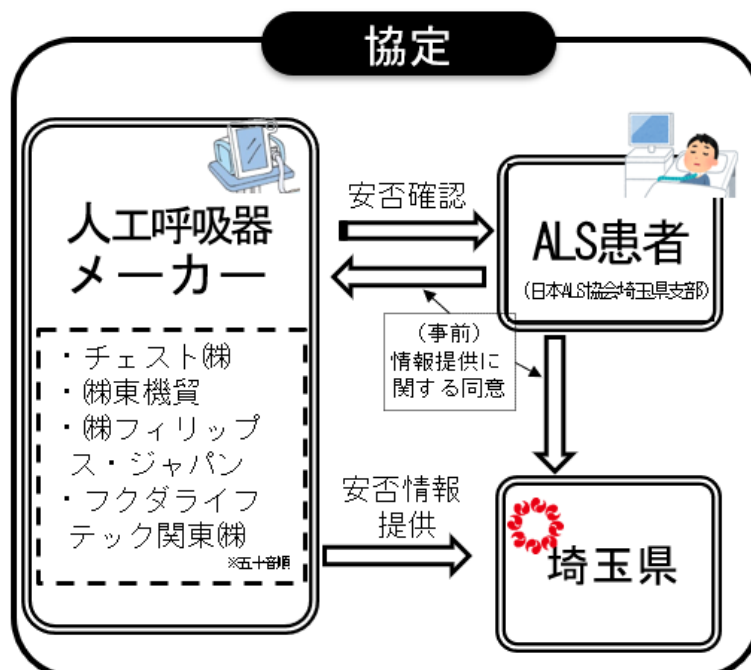 協定
人工呼吸器
メーカー
・チェスト㈱
・㈱東機貿
・㈱フィリップ
ス・ジャパン
・フクダライフ
テック関東㈱
※五十音順
安否確認
ALS患者
(日本ALS協会埼玉県支部)
(事前)
情報提供に
関する同意
安否情報
提供
埼玉県